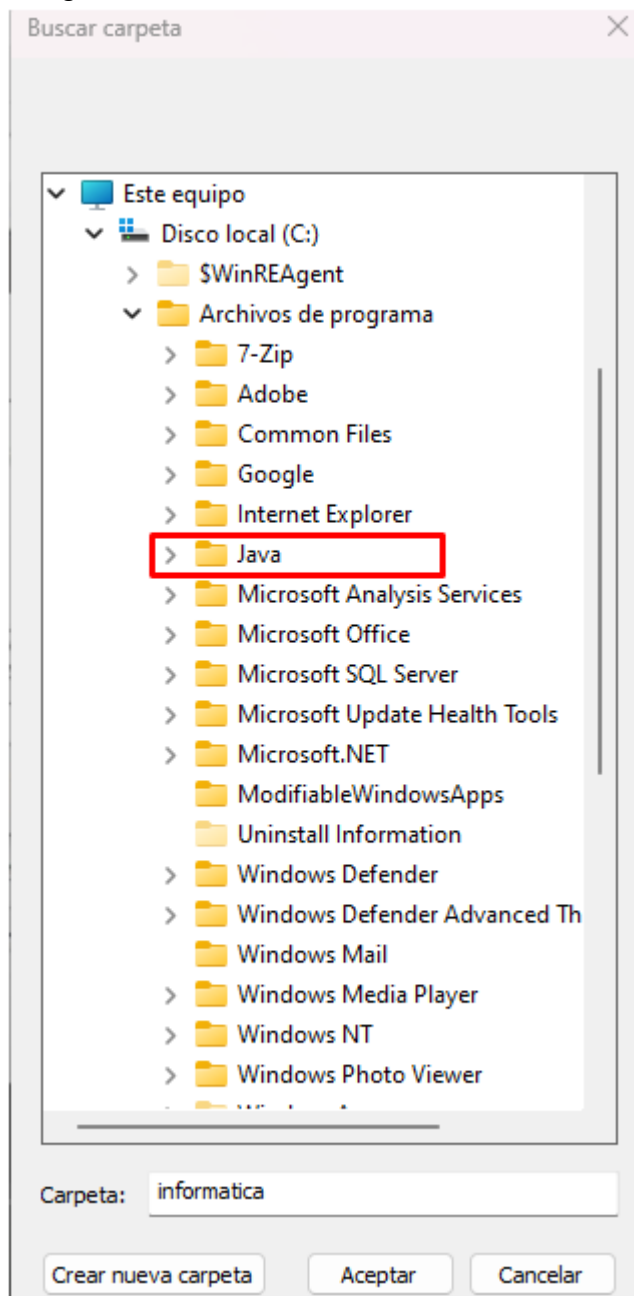 Buscar carpeta
Este equipo
Disco local (C:)
$WinREAgent
Archivos de programa
7-Zip
Adobe
Common Files
Google
Internet Explorer
Java
Microsoft Analysis Services
Microsoft Office
Microsoft SQL Server
Microsoft Update Health Tools
Microsoft.NET
ModifiableWindowsApps
Uninstall Information
Windows Defender
Windows Defender Advanced Th
Windows Mail
Windows Media Player
Windows NT
Windows Photo Viewer
Carpeta: informatica
Crear nueva carpeta Aceptar Cancelar